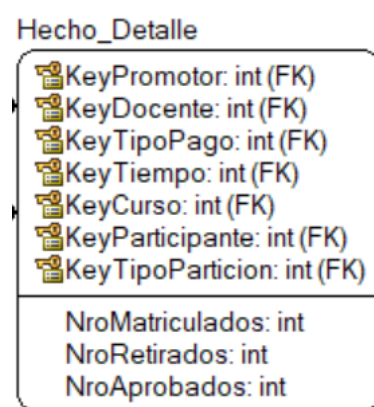 Hecho_Detalle
KeyPromotor: int (FK)
KeyDocente: int (FK)
KeyTipoPago: int (FK)
KeyTiempo: int (FK)
KeyCurso: int (FK)
KeyParticipante: int (FK)
KeyTipoParticion: int (FK)
NroMatriculados: int
NroRetirados: int
NroAprobados: int